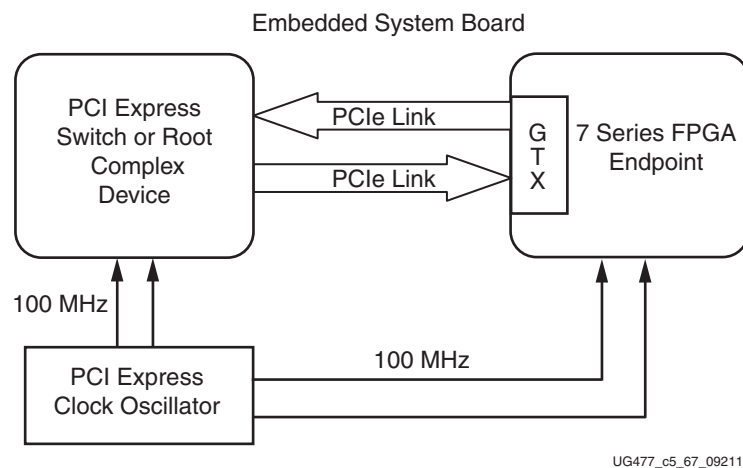 Embedded System Board
PCI Express
Switch or Root
Complex
Device
PCIe Link
PCIe Link
G
T
X
7 Series FPGA
Endpoint
100 MHz
PCI Express
Clock Oscillator
100 MHz
UG477_c5_67_09211